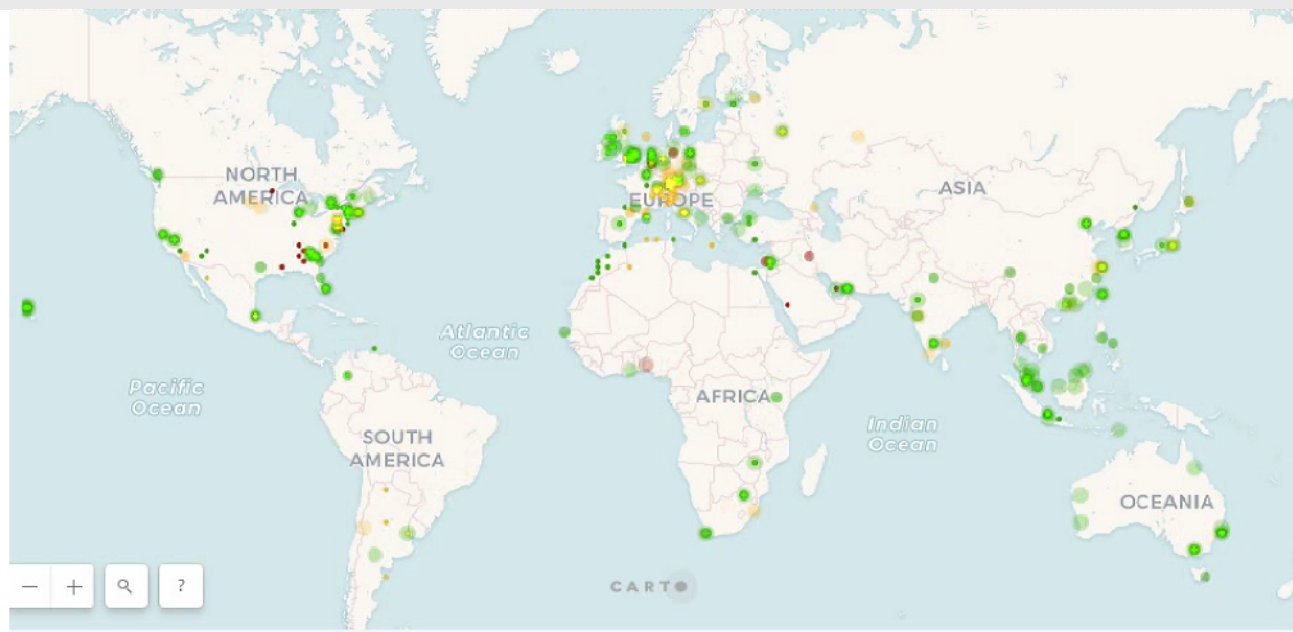 NORTH
AMERICA
EUROPE
ASIA
Atlantic
Ocean
Pacific
Ocean
AFRICA
Indian
Ocean
SOUTH
AMERICA
OCEANIA
CARTO
?